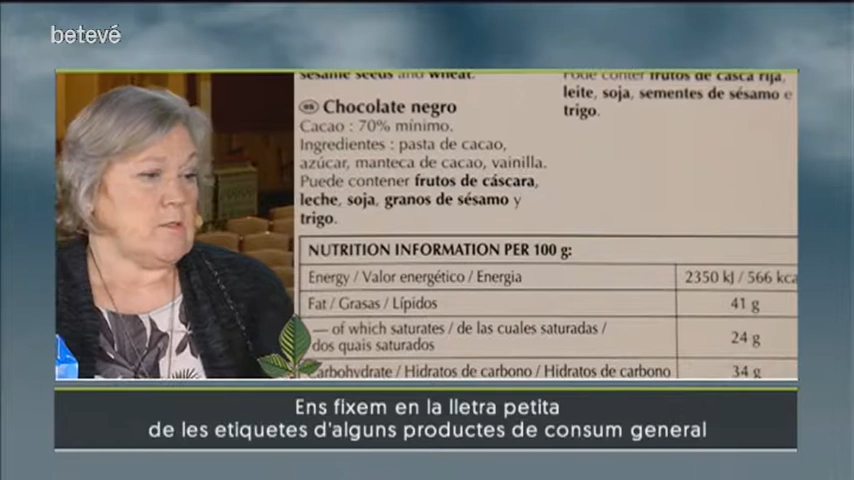 betevé
sesame seeds and wheat.
Pode conter frutos de casca rija,
leite, soja, sementes de sésamo e
trigo.
ES Chocolate negro
Cacao : 70% mínimo.
Ingredientes : pasta de cacao,
azúcar, manteca de cacao, vainilla.
Puede contener frutos de cáscara,
leche, soja, granos de sésamo y
trigo.
NUTRITION INFORMATION PER 100 g:
Energy / Valor energético / Energia 2350 kJ / 566 kca
Fat / Grasas / Lípidos 41 g
— of which saturates / de las cuales saturadas /
dos quais saturados 24 g
Carbohydrate / Hidratos de carbono / Hidratos de carbono 34 g
Ens fixem en la lletra petita
de les etiquetes d'alguns productes de consum general